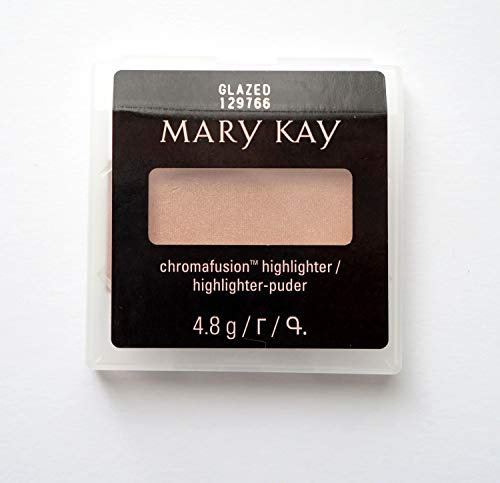 GLAZED
129766
MARY KAY
chromafusion™ highlighter /
highlighter-puder
4.8 g / Г / Գ.